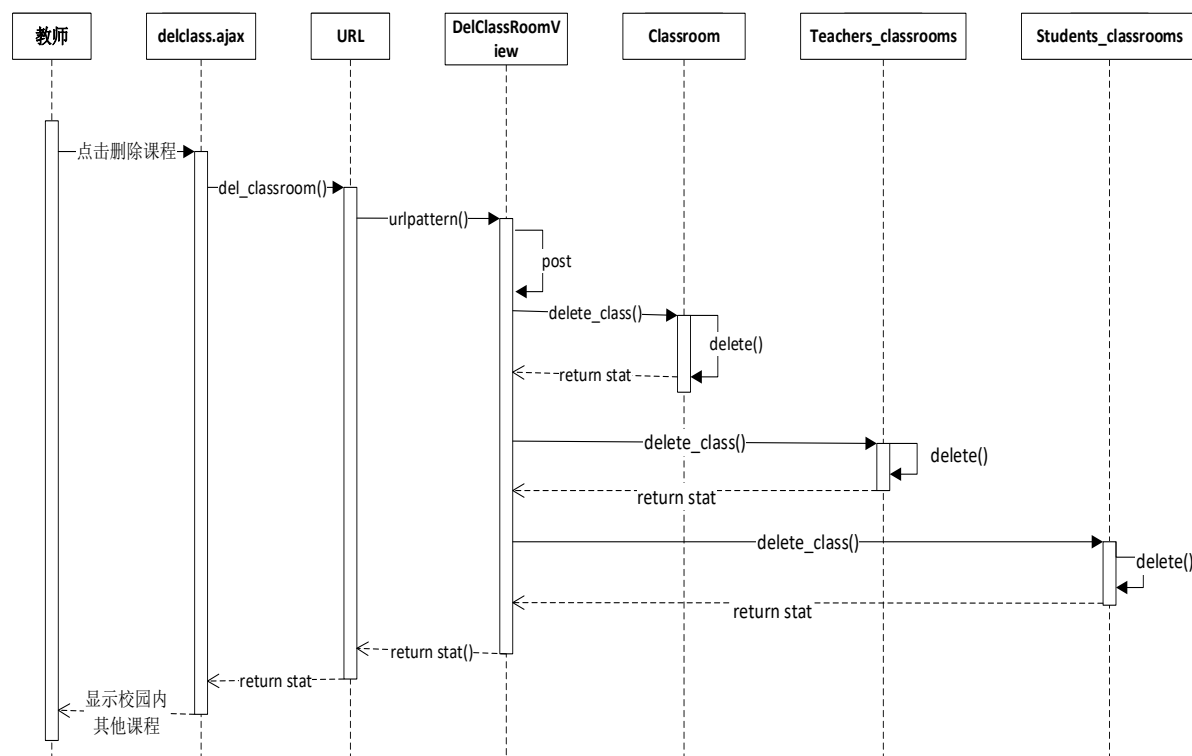 教师
delclass.ajax
URL
DelClassRoomV
iew
Classroom
Teachers_classrooms
Students_classrooms
点击删除课程
del_classroom()
urlpattern()
post
delete_class()
delete()
return stat
delete_class()
delete()
return stat
delete_class()
delete()
return stat
return stat()
return stat
显示校园内
其他课程